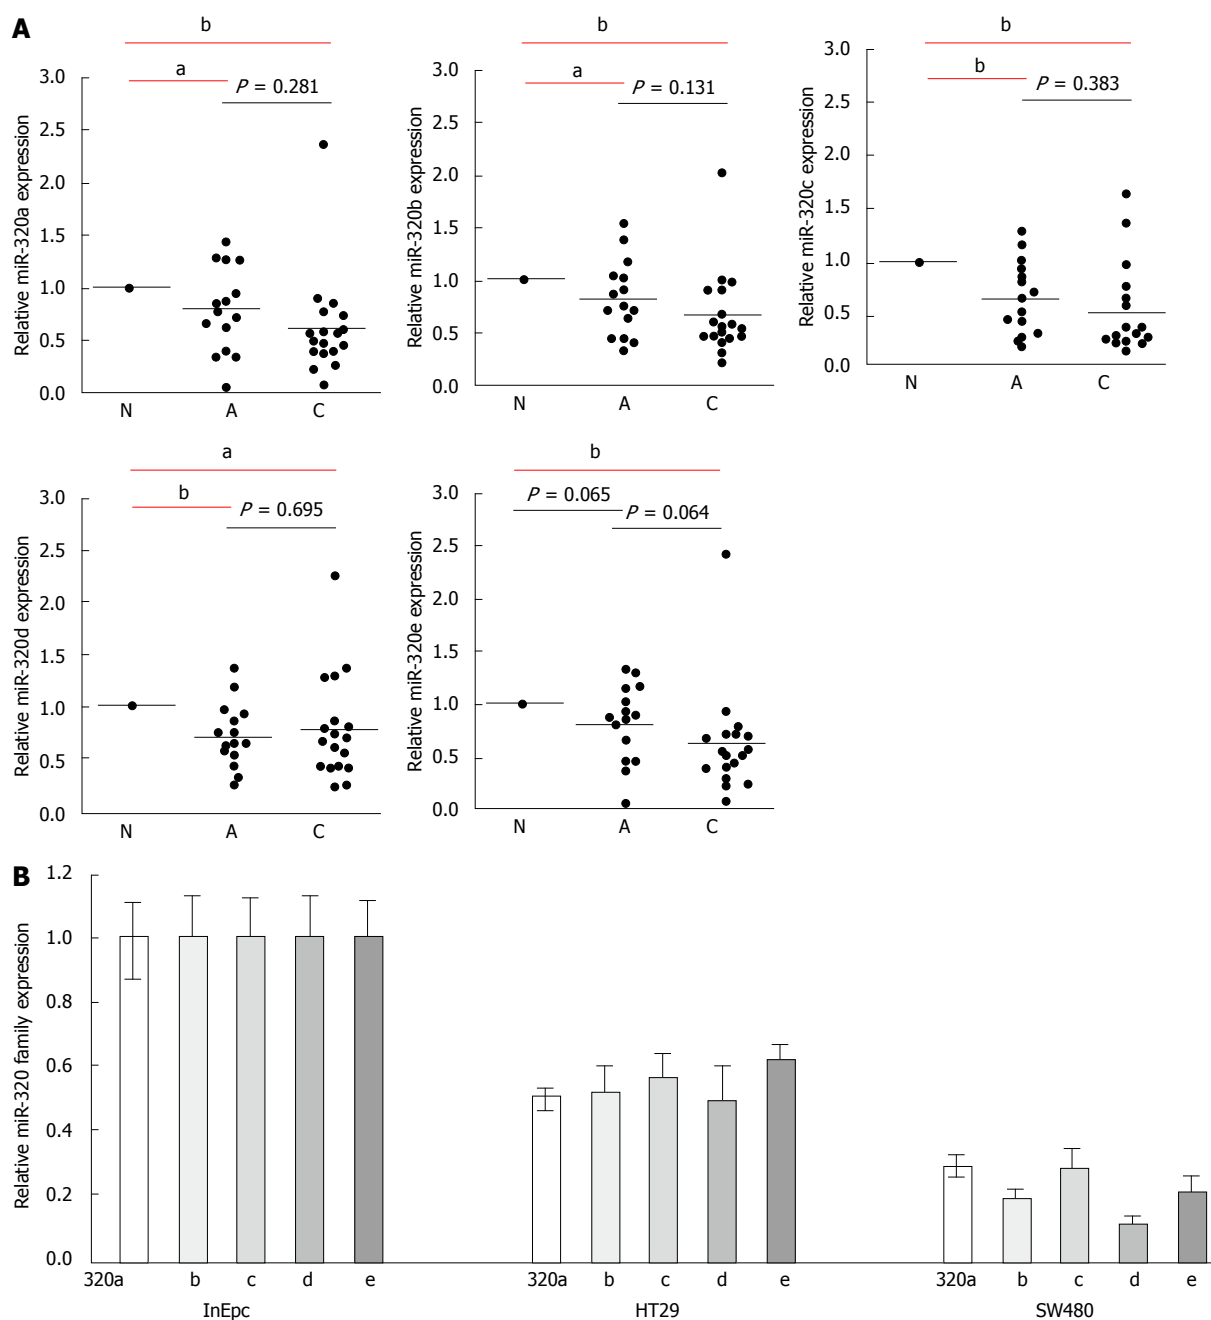 A
b
a
P = 0.281
3.0
2.5
2.0
1.5
1.0
0.5
0.0
Relative miR-320a expression
N A C
b
a
P = 0.131
3.0
2.5
2.0
1.5
1.0
0.5
0.0
Relative miR-320b expression
N A C
b
b
P = 0.383
3.0
2.5
2.0
1.5
1.0
0.5
0.0
Relative miR-320c expression
N A C
a
b
P = 0.695
3.0
2.5
2.0
1.5
1.0
0.5
0.0
Relative miR-320d expression
N A C
b
P = 0.065
P = 0.064
3.0
2.5
2.0
1.5
1.0
0.5
0.0
Relative miR-320e expression
N A C
B
1.2
1.0
0.8
0.6
0.4
0.2
0.0
Relative miR-320 family expression
320a b c d e 320a b c d e 320a b c d e
InEpc HT29 SW480